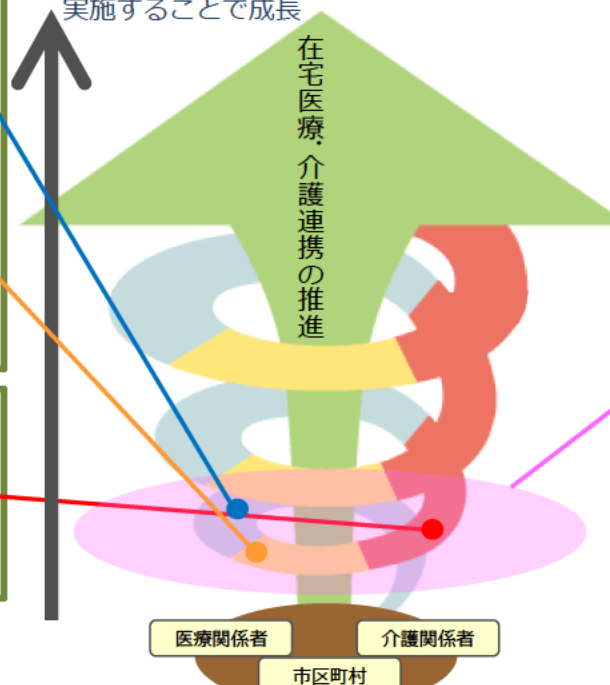 実施することで成長
在宅医療・介護連携の推進
医療関係者
介護関係者
市区町村